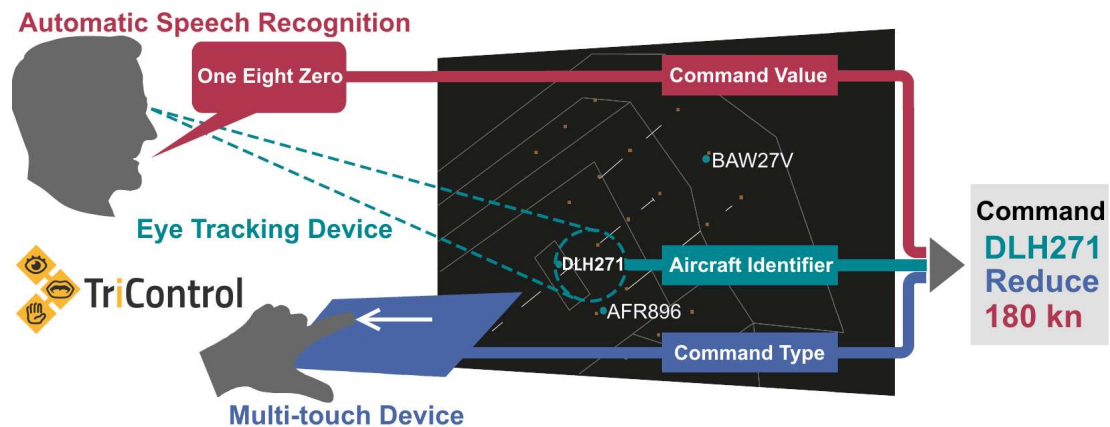 Automatic Speech Recognition
One Eight Zero
Command Value
BAW27V
Eye Tracking Device
DLH271
Aircraft Identifier
Command
DLH271
Reduce
180 kn
TriControl
AFR896
Command Type
Multi-touch Device